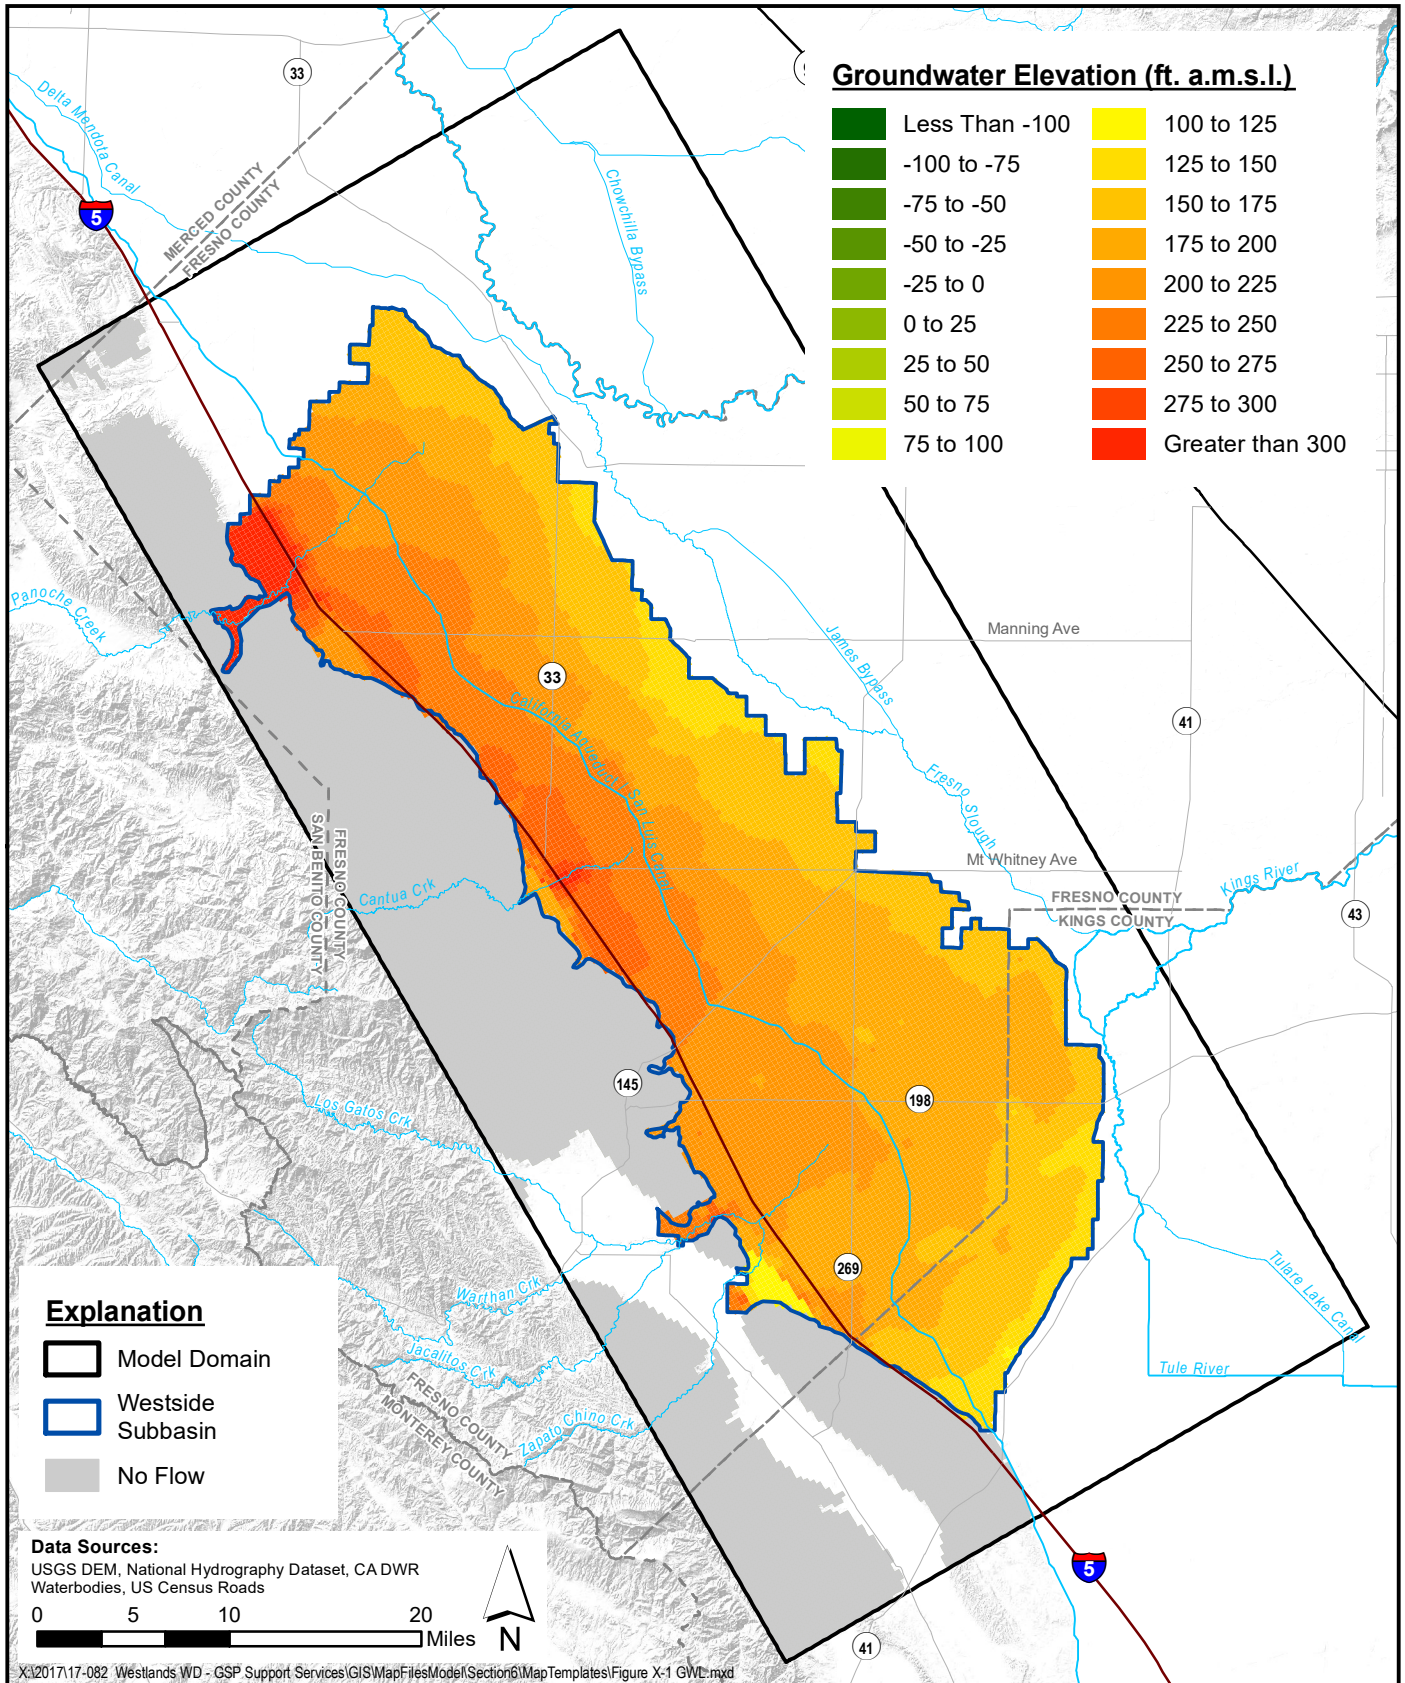 33
Delta Mendota Canal
5
MERCED COUNTY
FRESNO COUNTY
Chowchilla Bypass
Groundwater Elevation (ft. a.m.s.l.)
Less Than -100
-100 to -75
-75 to -50
-50 to -25
-25 to 0
0 to 25
25 to 50
50 to 75
75 to 100
100 to 125
125 to 150
150 to 175
175 to 200
200 to 225
225 to 250
250 to 275
275 to 300
Greater than 300
Panoche Creek
Manning Ave
James Bypass
33
41
California Aqueduct / San Luis Canal
Fresno Slough
SAN BENITO COUNTY
FRESNO COUNTY
Mt Whitney Ave
Kings River
Cantua Crk
FRESNO COUNTY
KINGS COUNTY
43
145
198
Los Gatos Crk
269
Tulare Lake Canal
Warthan Crk
Jacalitos Crk
Tule River
FRESNO COUNTY
MONTEREY COUNTY
Zapato Chino Crk
Explanation
Model Domain
Westside
Subbasin
No Flow
Data Sources:
USGS DEM, National Hydrography Dataset, CA DWR
Waterbodies, US Census Roads
0 5 10 20
Miles
N
5
41
X:\2017\17-082 Westlands WD - GSP Support Services\GIS\MapFilesModel\Section6\MapTemplates\Figure X-1 GWL.mxd